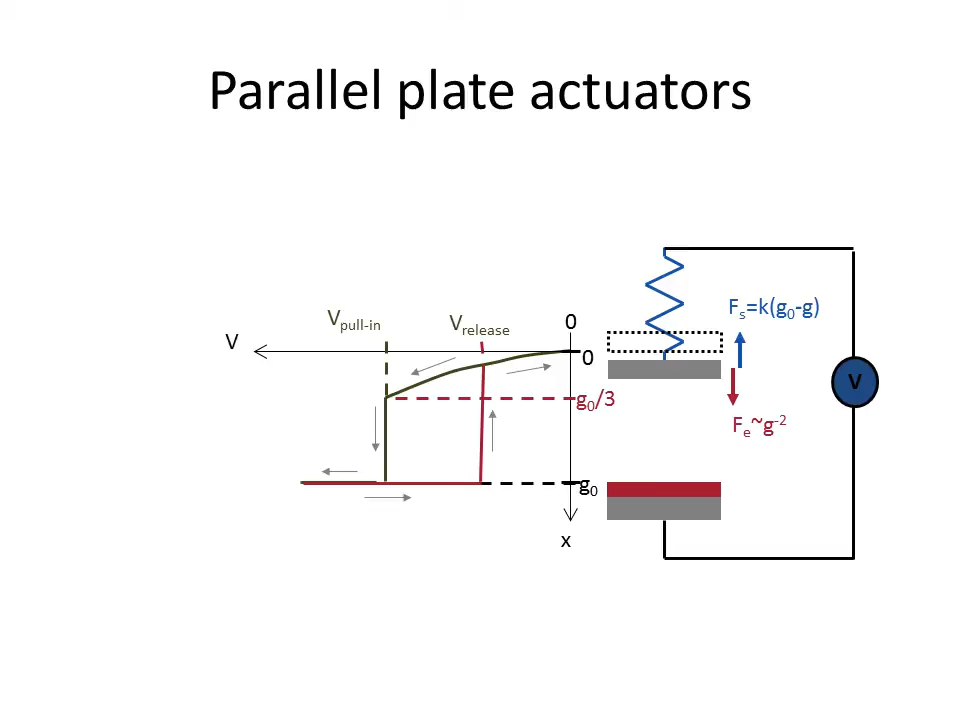 Parallel plate actuators
Fₛ=k(g₀-g)
Vpull-in
Vrelease
0
V
0
V
g₀/3
Fₑ~g⁻²
g₀
x